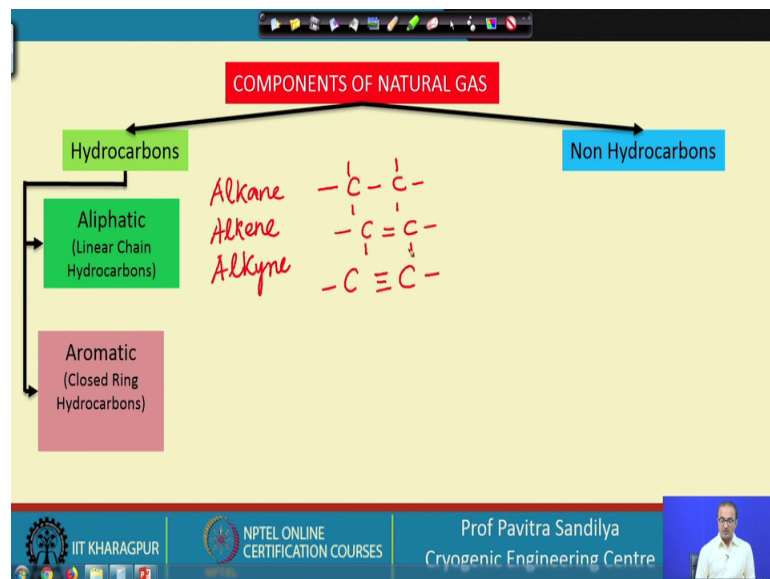 COMPONENTS OF NATURAL GAS
Hydrocarbons
Non Hydrocarbons
Aliphatic
(Linear Chain
Hydrocarbons)
Alkane
- C - C -
Alkene
- C = C -
Alkyne
- C ≡ C -
Aromatic
(Closed Ring
Hydrocarbons)
IIT KHARAGPUR
NPTEL ONLINE
CERTIFICATION COURSES
Prof Pavitra Sandilya
Cryogenic Engineering Centre